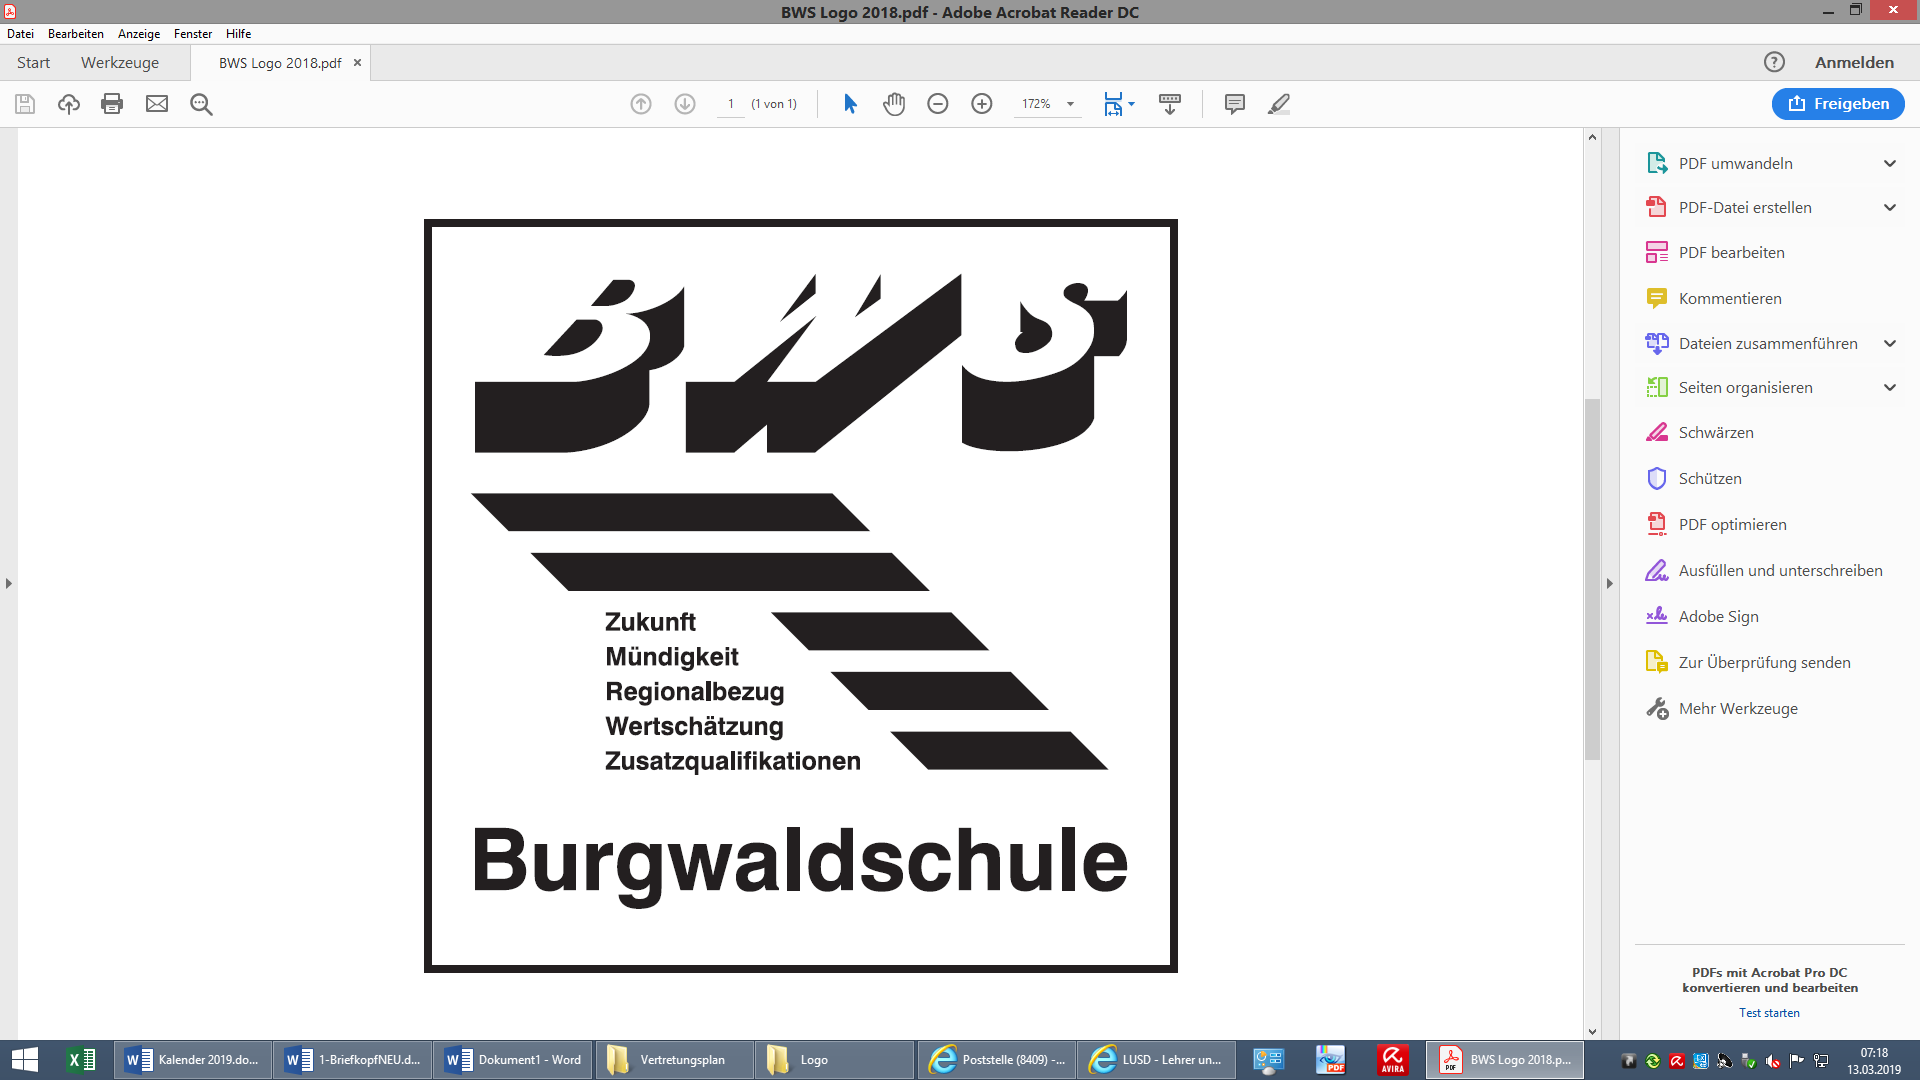 BWS Logo 2018.pdf - Adobe Acrobat Reader DC
Datei Bearbeiten Anzeige Fenster Hilfe
Start Werkzeuge BWS Logo 2018.pdf × Anmelden
1 (1 von 1) 172% Freigeben
BWS
Zukunft
Mündigkeit
Regionalbezug
Wertschätzung
Zusatzqualifikationen
Burgwaldschule
PDF umwandeln
PDF-Datei erstellen
PDF bearbeiten
Kommentieren
Dateien zusammenführen
Seiten organisieren
Schwärzen
Schützen
PDF optimieren
Ausfüllen und unterschreiben
Adobe Sign
Zur Überprüfung senden
Mehr Werkzeuge
PDFs mit Acrobat Pro DC
konvertieren und bearbeiten
Test starten
Kalender 2019.do... 1-BriefkopfNEU.d... Dokument1 - Word Vertretungsplan Logo Poststelle (8409) -... LUSD - Lehrer un... PDF AVIRA BWS Logo 2018.p...
07:18
13.03.2019